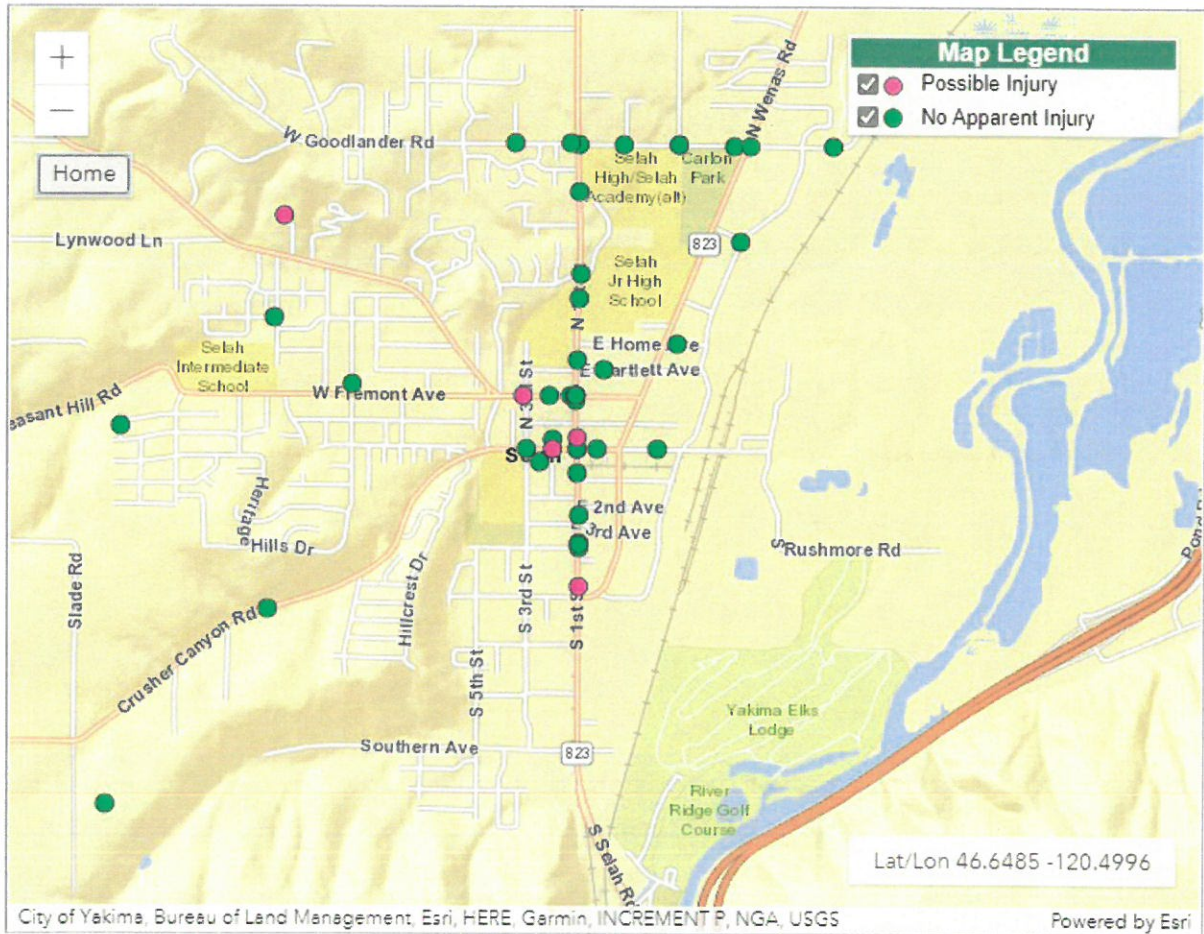 +
Map Legend
Possible Injury
No Apparent Injury
−
N Wenas Rd
W Goodlander Rd
Selah
High/Selah
Academy(alt)
Carlon
Park
Home
Lynwood Ln
823
Selah
Jr High
School
N
E Home Ave
Selah
Intermediate
School
E Bartlett Ave
N 3rd St
W Fremont Ave
easant Hill Rd
Heritage
Hills Dr
E 2nd Ave
3rd Ave
S Rushmore Rd
Pond
Slade Rd
Hillcrest Dr
S 3rd St
S 1st S
Crusher Canyon Rd
S 5th St
Yakima Elks
Lodge
Southern Ave
823
River
Ridge Golf
Course
S Selah Rd
Lat/Lon 46.6485 -120.4996
City of Yakima, Bureau of Land Management, Esri, HERE, Garmin, INCREMENT P, NGA, USGS
Powered by Esri